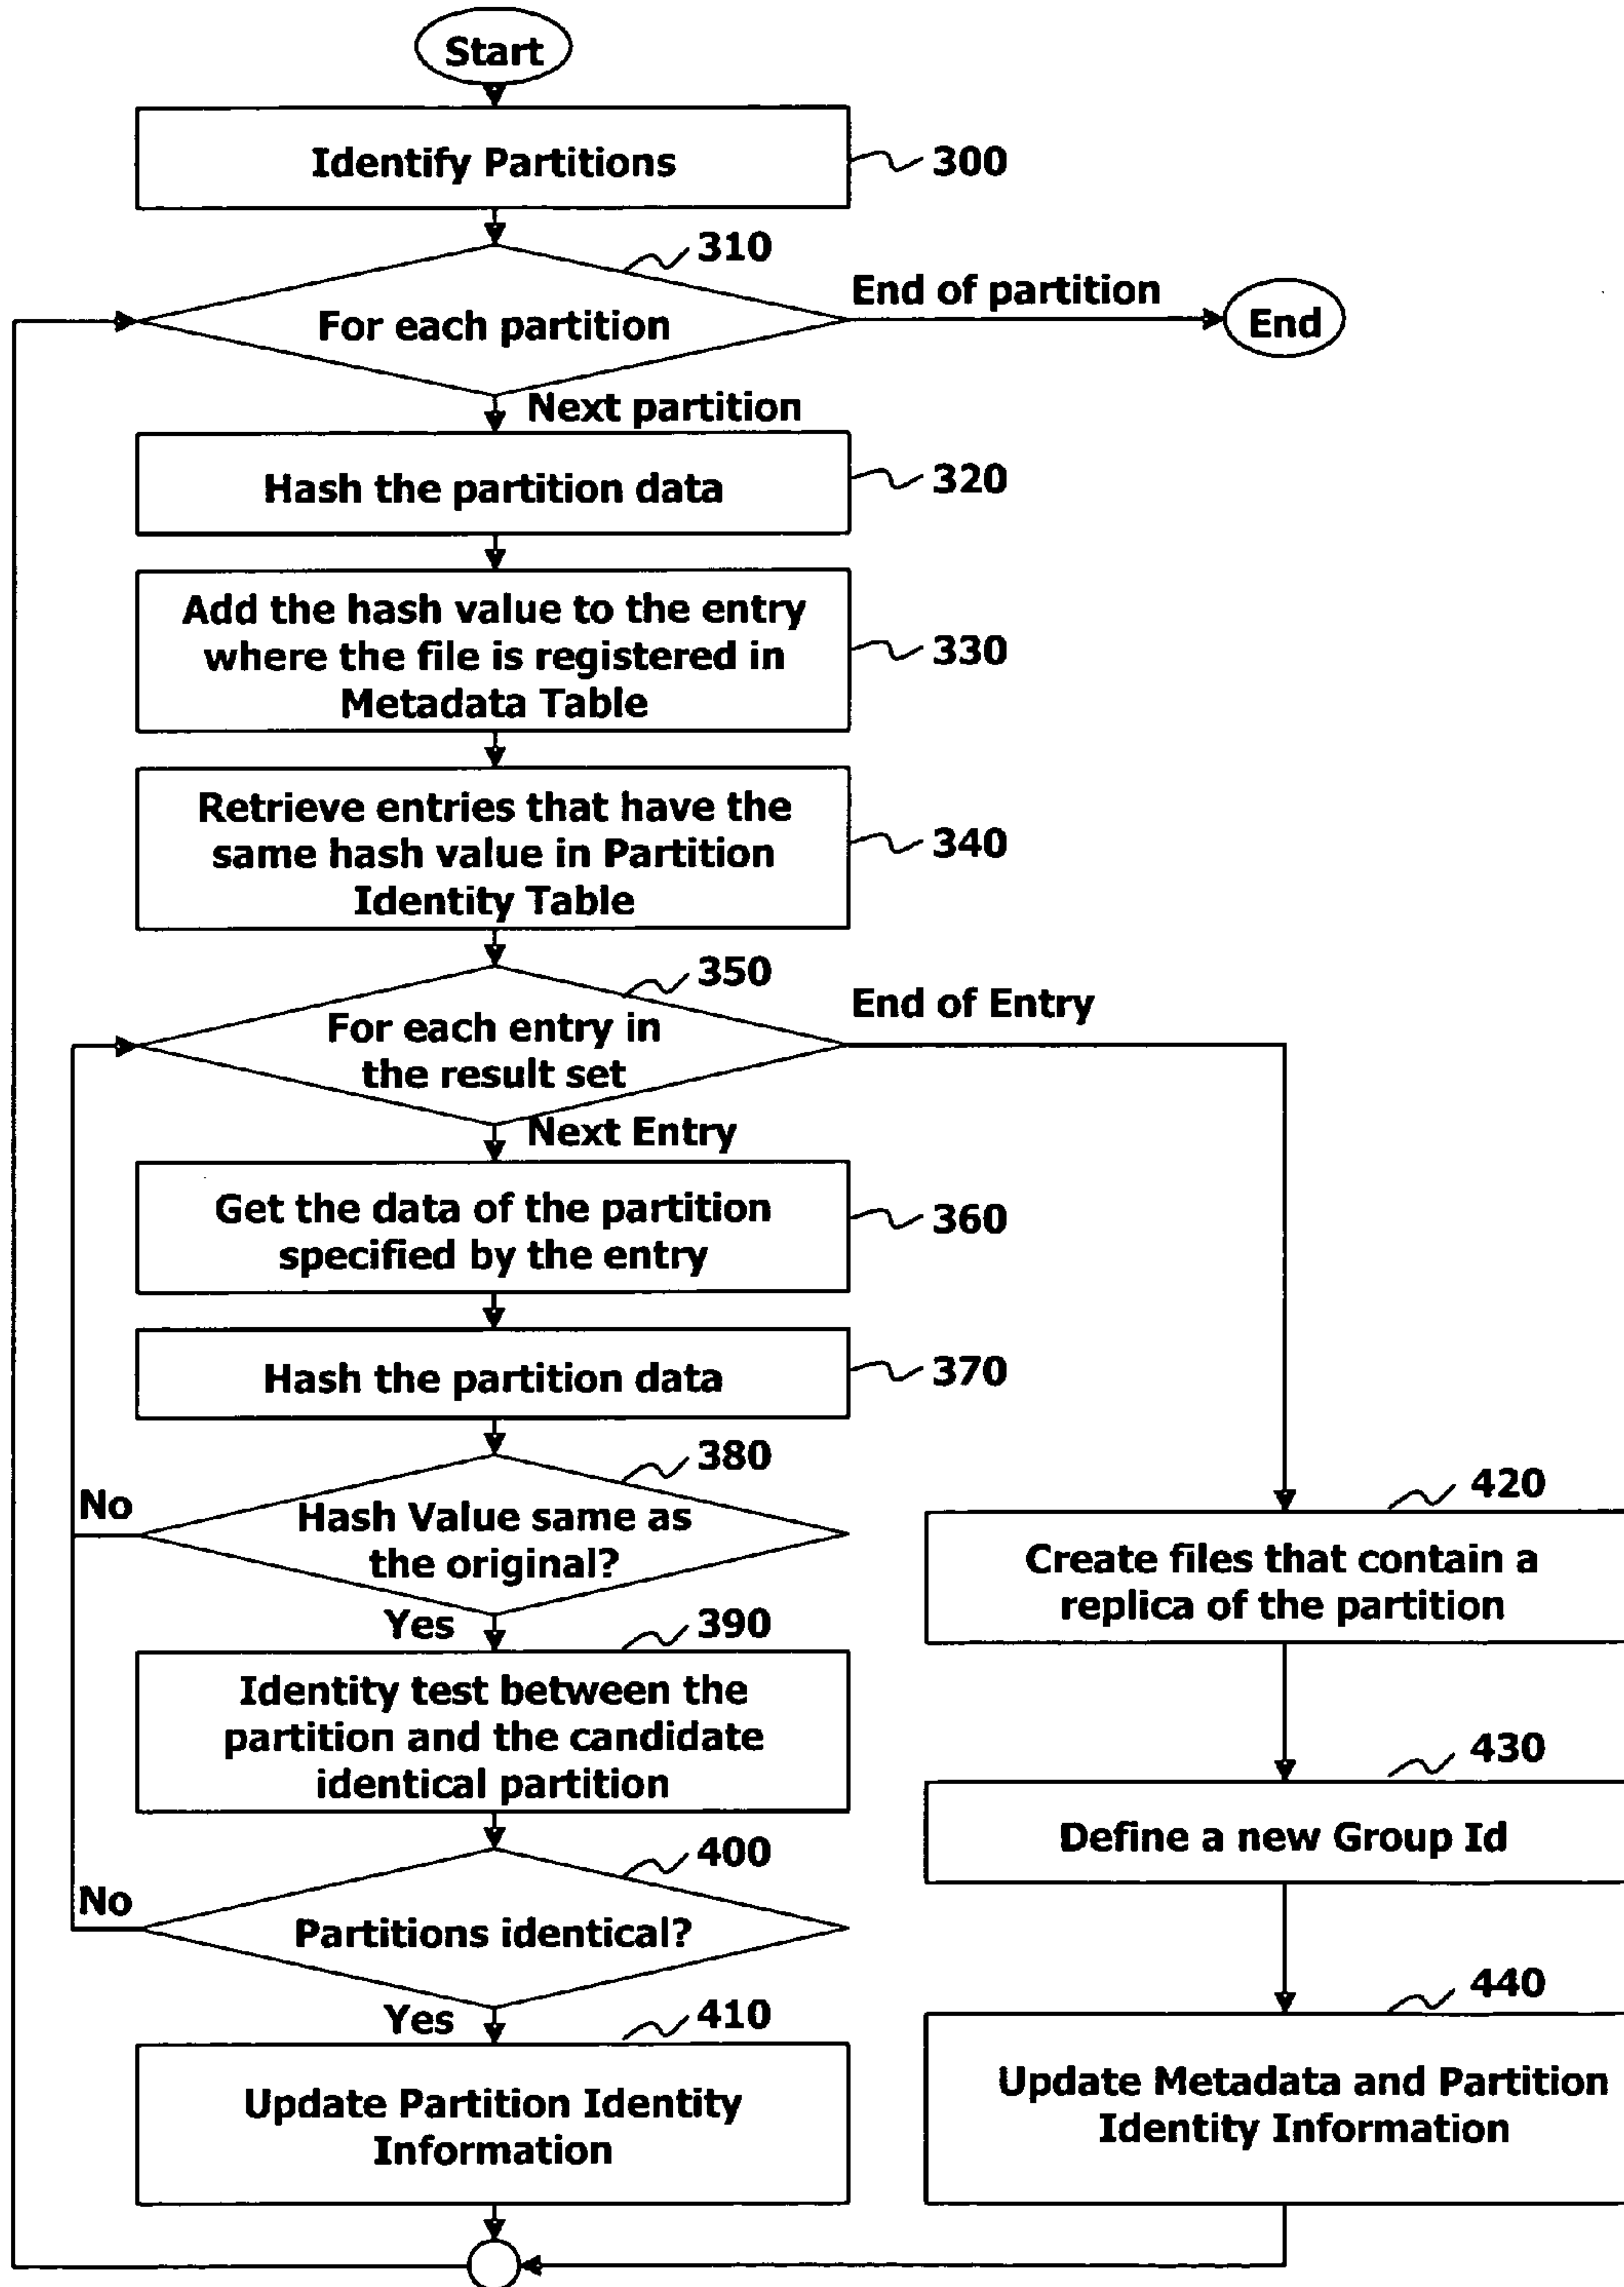 Start
Identify Partitions
300
310
For each partition
End of partition
End
Next partition
Hash the partition data
320
Add the hash value to the entry
where the file is registered in
Metadata Table
330
Retrieve entries that have the
same hash value in Partition
Identity Table
340
350
For each entry in
the result set
End of Entry
Next Entry
Get the data of the partition
specified by the entry
360
Hash the partition data
370
380
No
Hash Value same as
the original?
Yes
390
Identity test between the
partition and the candidate
identical partition
400
No
Partitions identical?
Yes
410
Update Partition Identity
Information
420
Create files that contain a
replica of the partition
430
Define a new Group Id
440
Update Metadata and Partition
Identity Information